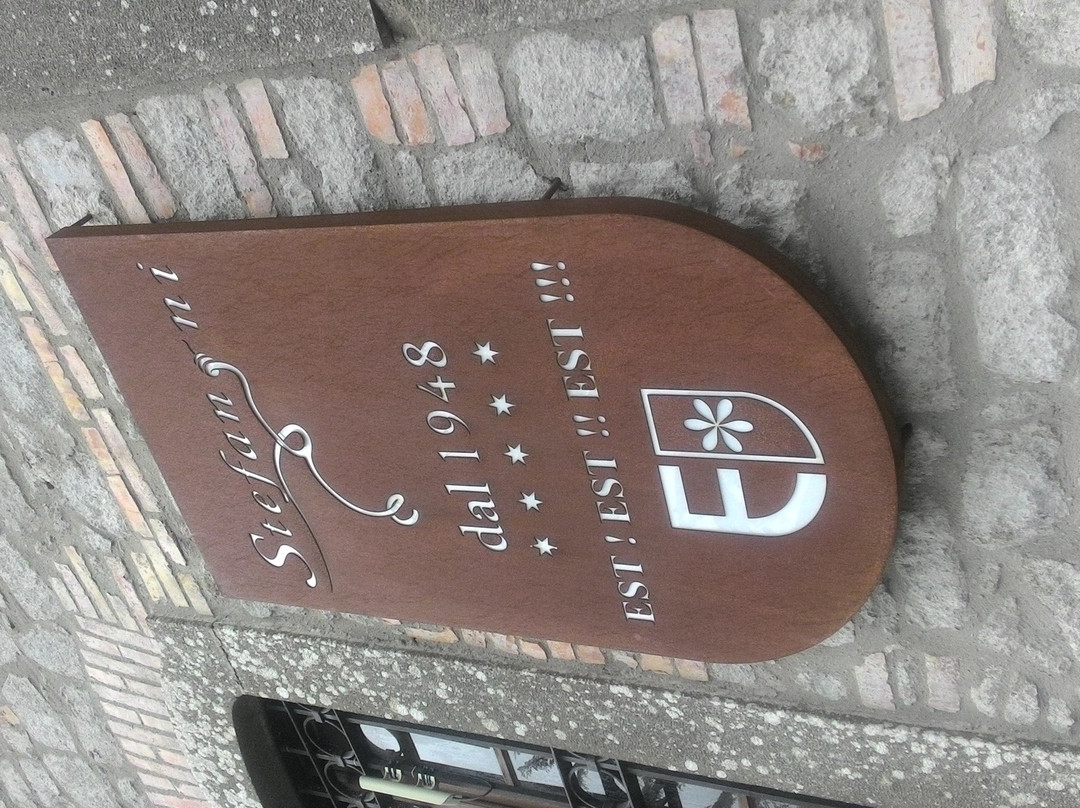 Stefanoni
dal 1948
EST ! EST !! EST !!!
E